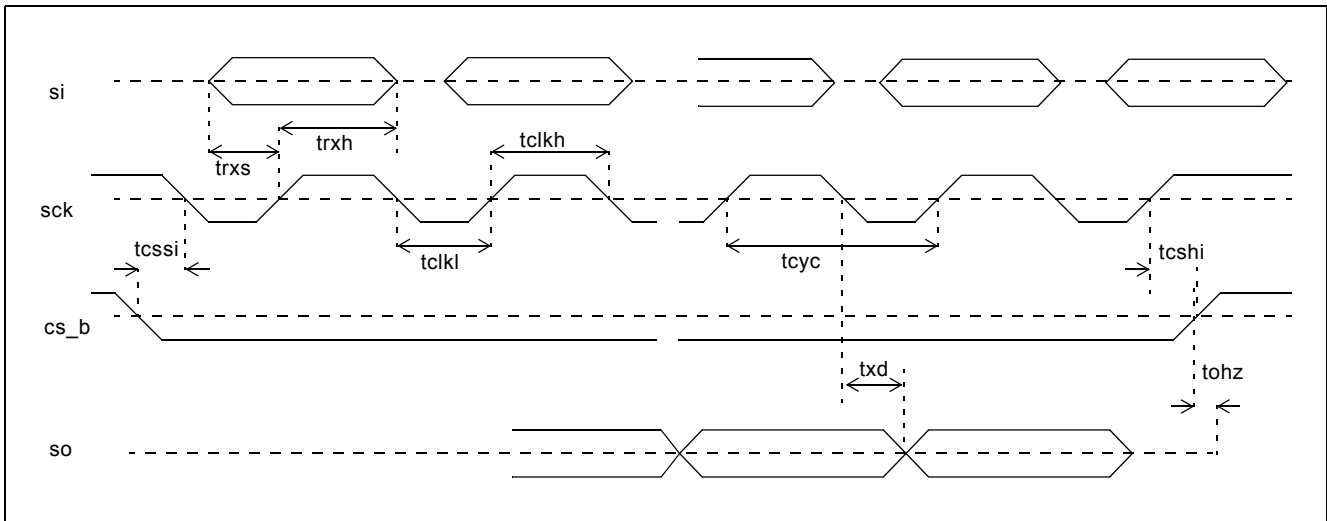 si
trxs
trxh
tclkh
sck
tcssi
tclkl
tcyc
tcshi
cs_b
txd
tohz
so